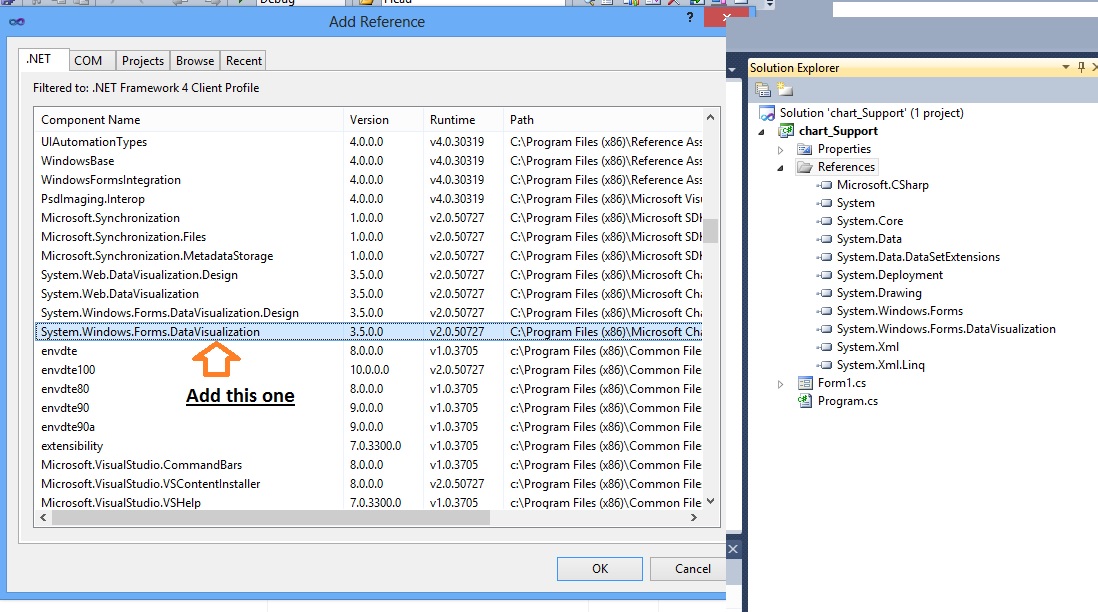 Debug
Head
Add Reference
?
.NET COM Projects Browse Recent
Filtered to: .NET Framework 4 Client Profile
Component Name Version Runtime Path
UIAutomationTypes 4.0.0.0 v4.0.30319 C:\Program Files (x86)\Reference Ass
WindowsBase 4.0.0.0 v4.0.30319 C:\Program Files (x86)\Reference Ass
WindowsFormsIntegration 4.0.0.0 v4.0.30319 C:\Program Files (x86)\Reference Ass
PsdImaging.Interop 4.0.0.0 v4.0.30319 C:\Program Files (x86)\Microsoft Visu
Microsoft.Synchronization 1.0.0.0 v2.0.50727 C:\Program Files (x86)\Microsoft SDK
Microsoft.Synchronization.Files 1.0.0.0 v2.0.50727 C:\Program Files (x86)\Microsoft SDK
Microsoft.Synchronization.MetadataStorage 1.0.0.0 v2.0.50727 C:\Program Files (x86)\Microsoft SDK
System.Web.DataVisualization.Design 3.5.0.0 v2.0.50727 C:\Program Files (x86)\Microsoft Cha
System.Web.DataVisualization 3.5.0.0 v2.0.50727 C:\Program Files (x86)\Microsoft Cha
System.Windows.Forms.DataVisualization.Design 3.5.0.0 v2.0.50727 C:\Program Files (x86)\Microsoft Cha
System.Windows.Forms.DataVisualization 3.5.0.0 v2.0.50727 C:\Program Files (x86)\Microsoft Cha
envdte 8.0.0.0 v1.0.3705 c:\Program Files (x86)\Common Files
envdte100 10.0.0.0 v2.0.50727 c:\Program Files (x86)\Common Files
envdte80 8.0.0.0 v1.0.3705 c:\Program Files (x86)\Common Files
envdte90 9.0.0.0 v1.0.3705 c:\Program Files (x86)\Common Files
envdte90a 9.0.0.0 v1.0.3705 c:\Program Files (x86)\Common Files
extensibility 7.0.3300.0 v1.0.3705 c:\Program Files (x86)\Common Files
Microsoft.VisualStudio.CommandBars 8.0.0.0 v1.0.3705 c:\Program Files (x86)\Common Files
Microsoft.VisualStudio.VSContentInstaller 8.0.0.0 v2.0.50727 c:\Program Files (x86)\Common Files
Microsoft.VisualStudio.VSHelp 7.0.3300.0 v1.0.3705 c:\Program Files (x86)\Common Files
Add this one
OK Cancel
Solution Explorer
Solution 'chart_Support' (1 project)
chart_Support
Properties
References
Microsoft.CSharp
System
System.Core
System.Data
System.Data.DataSetExtensions
System.Deployment
System.Drawing
System.Windows.Forms
System.Windows.Forms.DataVisualization
System.Xml
System.Xml.Linq
Form1.cs
Program.cs